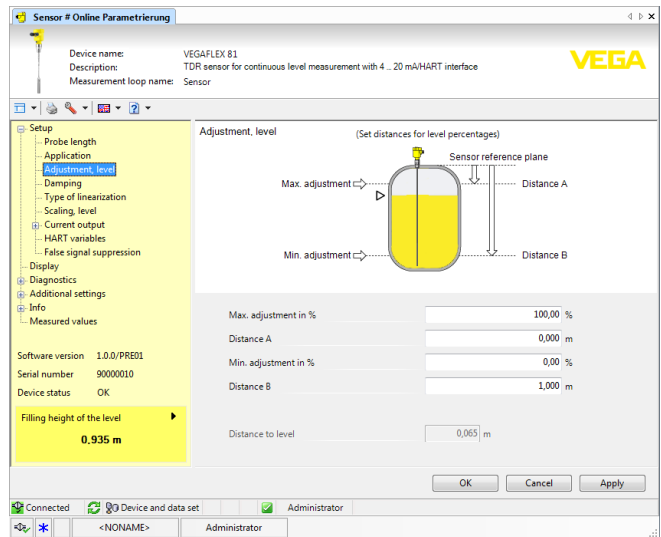 Sensor # Online Parametrierung
Device name: VEGAFLEX 81
Description: TDR sensor for continuous level measurement with 4 .. 20 mA/HART interface
Measurement loop name: Sensor
VEGA
Setup
Probe length
Application
Adjustment, level
Damping
Type of linearization
Scaling, level
Current output
HART variables
False signal suppression
Display
Diagnostics
Additional settings
Info
Measured values
Software version 1.0.0/PRE01
Serial number 90000010
Device status OK
Filling height of the level
0,935 m
Adjustment, level
(Set distances for level percentages)
Sensor reference plane
Max. adjustment
Distance A
Min. adjustment
Distance B
Max. adjustment in % 100,00 %
Distance A 0,000 m
Min. adjustment in % 0,00 %
Distance B 1,000 m
Distance to level 0,065 m
OK Cancel Apply
Connected Device and data set Administrator
<NONAME> Administrator